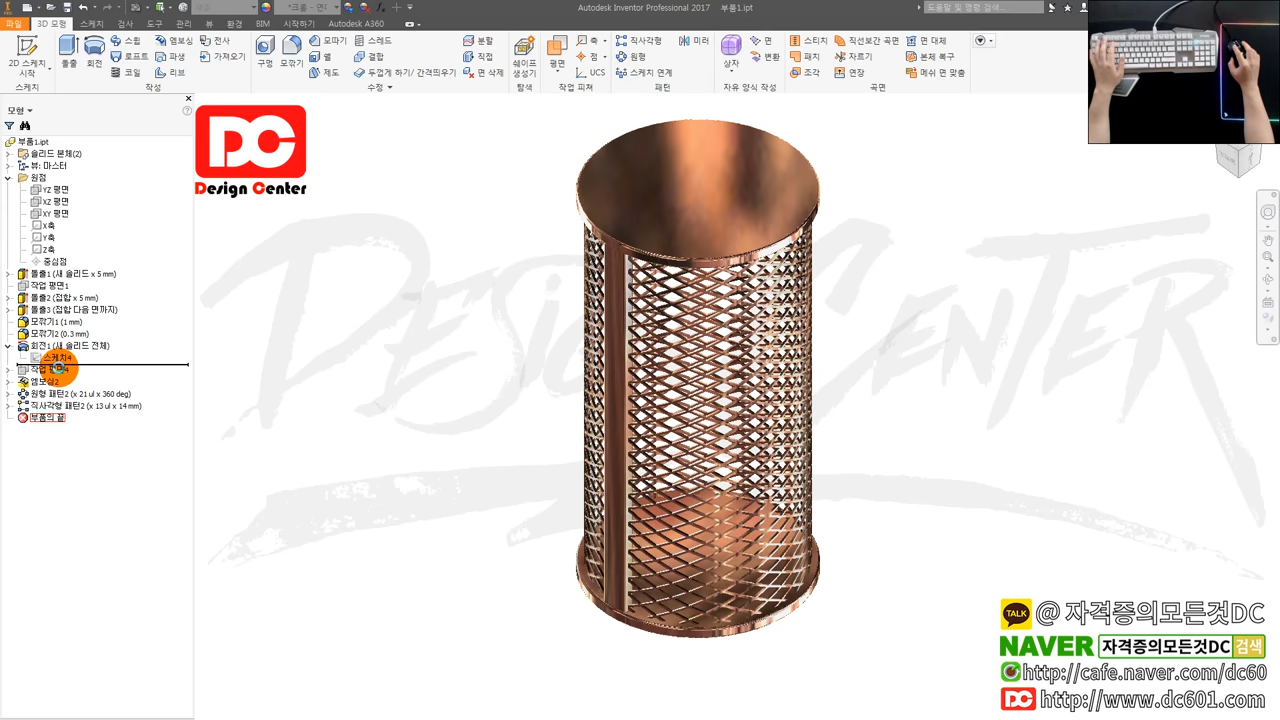 Autodesk Inventor Professional 2017 부품1.ipt
도움말 및 명령 검색...
파일 3D 모형 스케치 검사 도구 관리 뷰 환경 BIM 시작하기 Autodesk A360
2D 스케치 시작
스케치
돌출 회전 스윕 로프트 코일 엠보싱 파생 리브 전사 가져오기
작성
구멍 모깎기 모따기 쉘 제도 스레드 결합 두껍게 하기/ 간격띄우기 분할 직접 면 삭제
수정
쉐이프 생성기
탐색
평면 축 점 UCS
작업 피쳐
직사각형 원형 스케치 연계 미러
패턴
상자 면 변환
자유 양식 작성
스티치 패치 조각 직선보간 곡면 자르기 연장 면 대체 본체 복구 메쉬 면 맞춤
곡면
모형
부품1.ipt
솔리드 본체(2)
뷰: 마스터
원점
YZ 평면
XZ 평면
XY 평면
X축
Y축
Z축
중심점
돌출1 (새 솔리드 x 5 mm)
작업 평면1
돌출2 (접합 x 5 mm)
돌출3 (접합 다음 면까지)
모깎기1 (1 mm)
모깎기2 (0.3 mm)
회전1 (새 솔리드 전체)
스케치4
엠보싱2
원형 패턴2 (x 21 ul x 360 deg)
직사각형 패턴2 (x 13 ul x 14 mm)
부품의 끝
DC
Design Center
DESIGN CENTER
TALK @ 자격증의모든것DC
NAVER 자격증의모든것DC 검색
http://cafe.naver.com/dc60
DC http://www.dc601.com